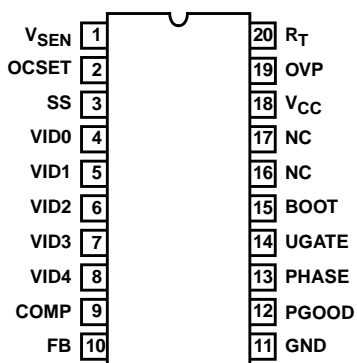 V_SEN 1 20 R_T
OCSET 2 19 OVP
SS 3 18 V_CC
VID0 4 17 NC
VID1 5 16 NC
VID2 6 15 BOOT
VID3 7 14 UGATE
VID4 8 13 PHASE
COMP 9 12 PGOOD
FB 10 11 GND